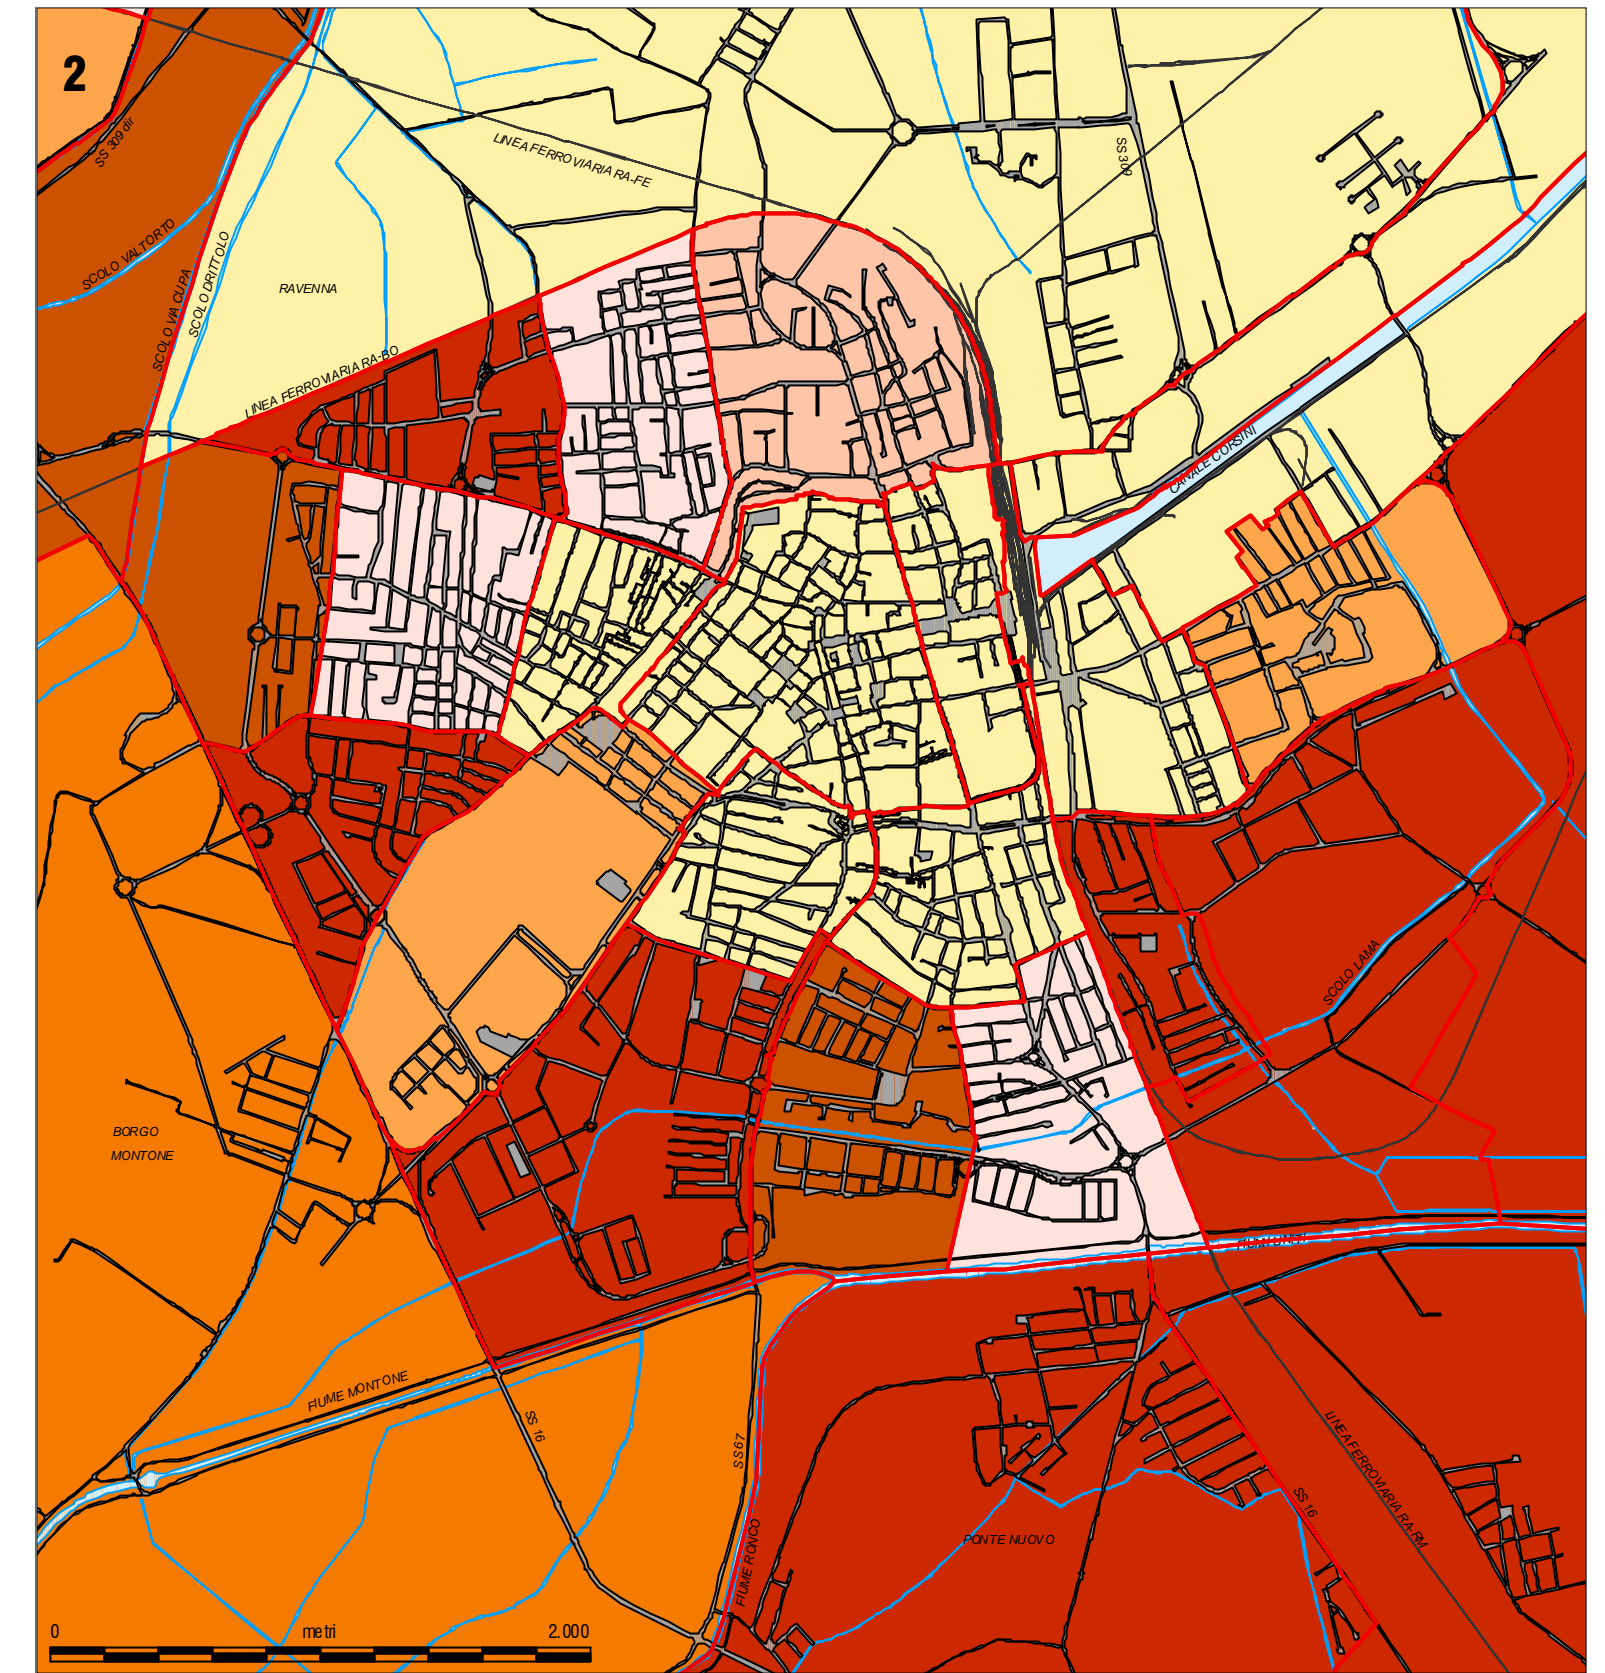 2
SS 309 dir
LINEA FERROVIARIA RA-FE
SS 309
SCOLO VALTORTO
SCOLO VIA CUPA
SCOLO DRITTOLO
RAVENNA
LINEA FERROVIARIA RA-BO
CANALE CORSINI
SCOLO LAMA
BORGO
MONTONE
FIUMI UNITI
FIUME MONTONE
SS 16
SS67
LINEA FERROVIARIA RA-RM
SS 16
FIUME RONCO
PONTE NUOVO
0 metri 2.000